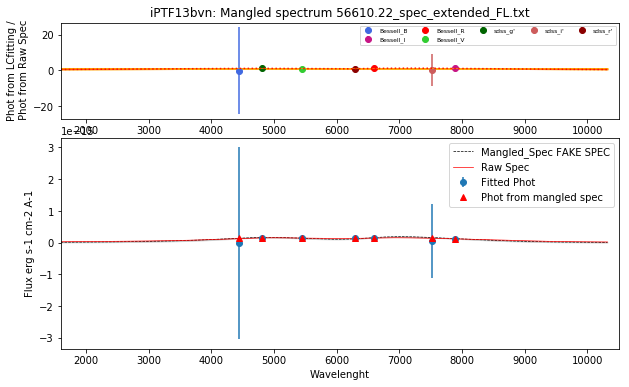 iPTF13bvn: Mangled spectrum 56610.22_spec_extended_FL.txt
Phot from LCfitting /
Phot from Raw Spec
20
0
−20
Bessell_B
Bessell_I
Bessell_R
Bessell_V
sdss_g'
sdss_i'
sdss_r'
2000 3000 4000 5000 6000 7000 8000 9000 10000
1e−15
Flux erg s-1 cm-2 A-1
3
2
1
0
−1
−2
−3
Mangled_Spec FAKE SPEC
Raw Spec
Fitted Phot
Phot from mangled spec
2000 3000 4000 5000 6000 7000 8000 9000 10000
Wavelenght